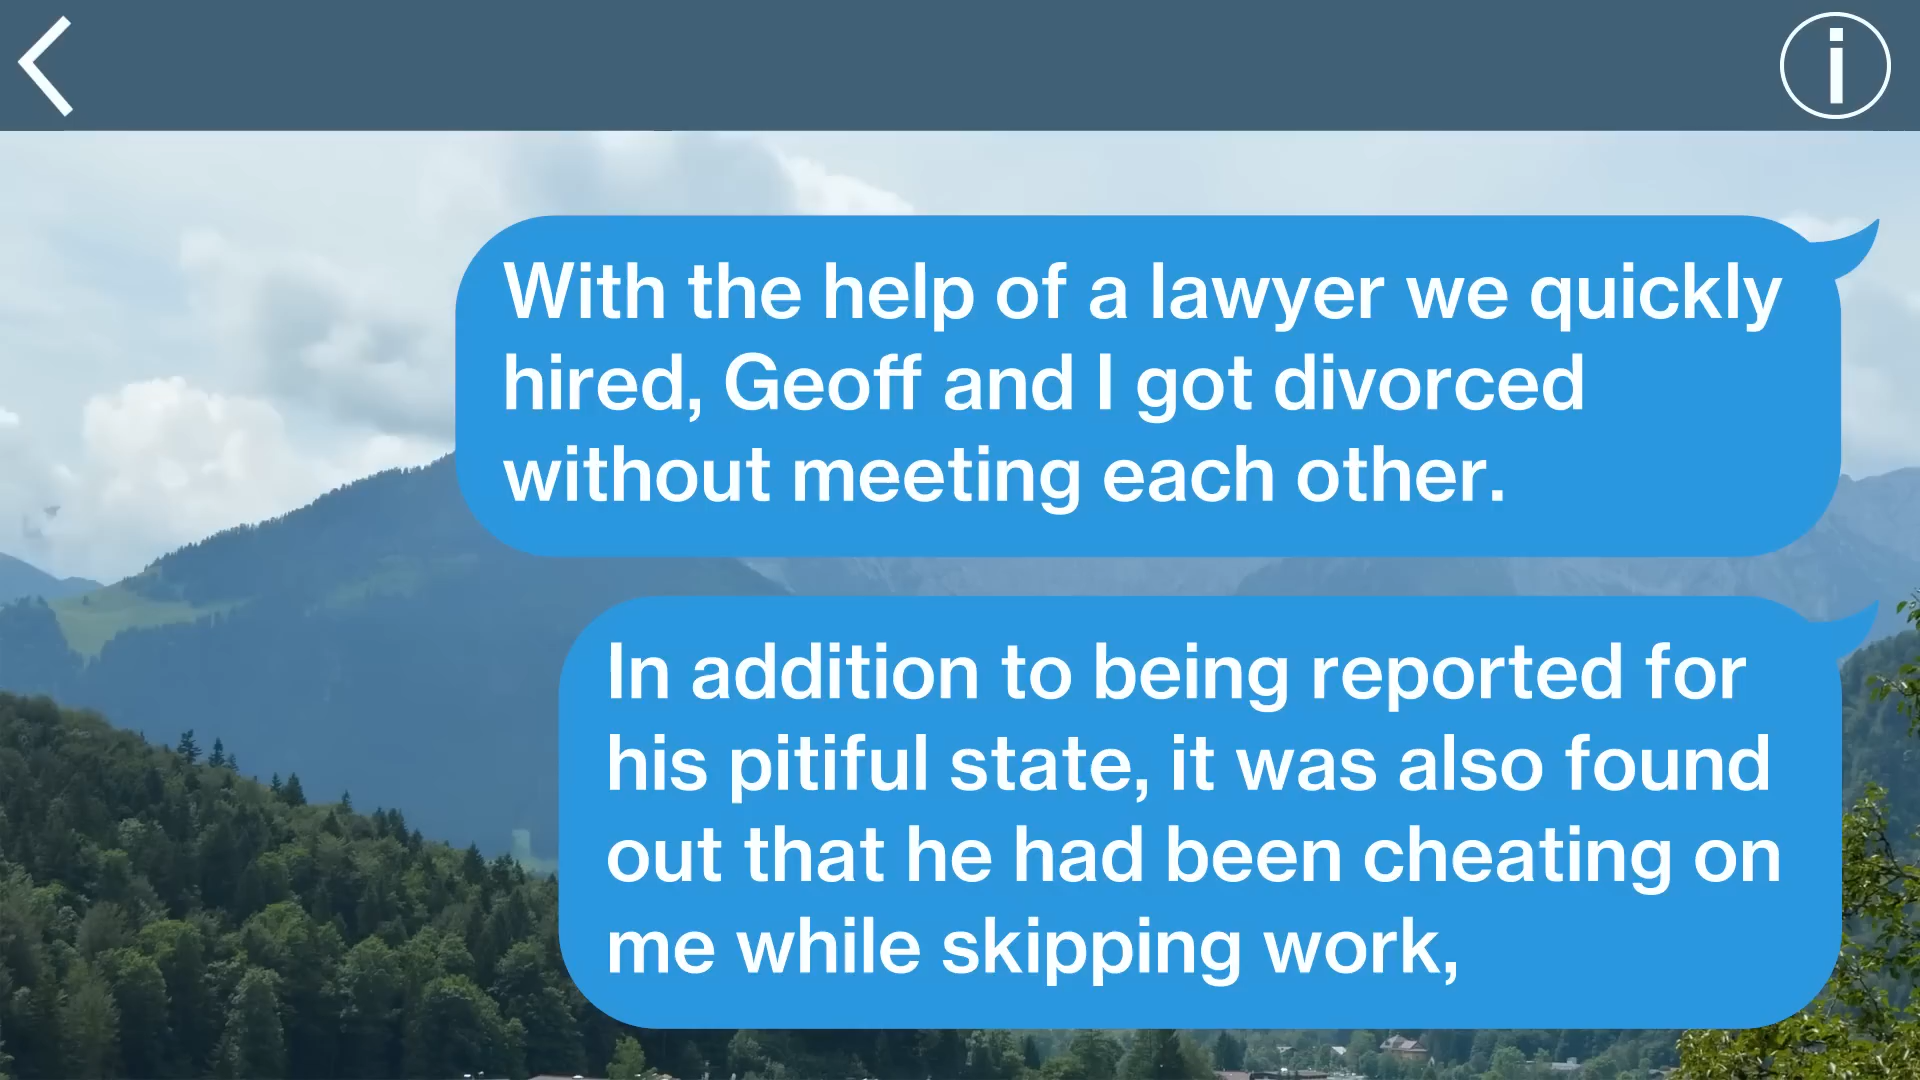 With the help of a lawyer we quickly
hired, Geoff and I got divorced
without meeting each other.
In addition to being reported for
his pitiful state, it was also found
out that he had been cheating on
me while skipping work,